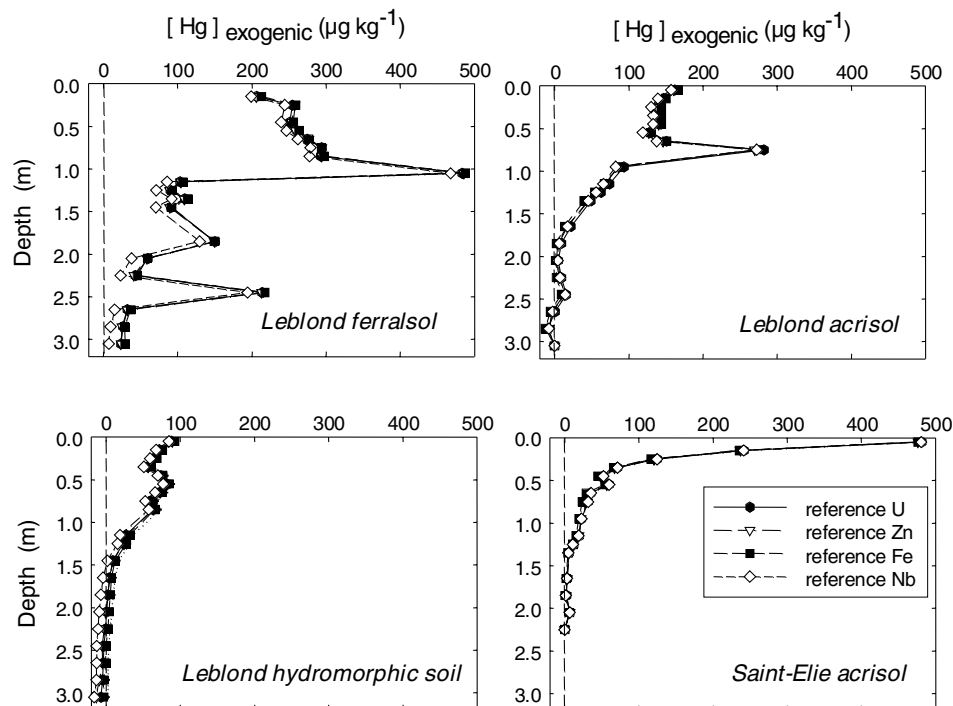 [ Hg ] exogenic (µg kg-1)
0 100 200 300 400 500
0.0
0.5
1.0
1.5
2.0
2.5
3.0
Depth (m)
Leblond ferralsol
[ Hg ] exogenic (µg kg-1)
0 100 200 300 400 500
0.0
0.5
1.0
1.5
2.0
2.5
3.0
Leblond acrisol
0 100 200 300 400 500
0.0
0.5
1.0
1.5
2.0
2.5
3.0
Depth (m)
Leblond hydromorphic soil
0 100 200 300 400 500
0.0
0.5
1.0
1.5
2.0
2.5
3.0
reference U
reference Zn
reference Fe
reference Nb
Saint-Elie acrisol